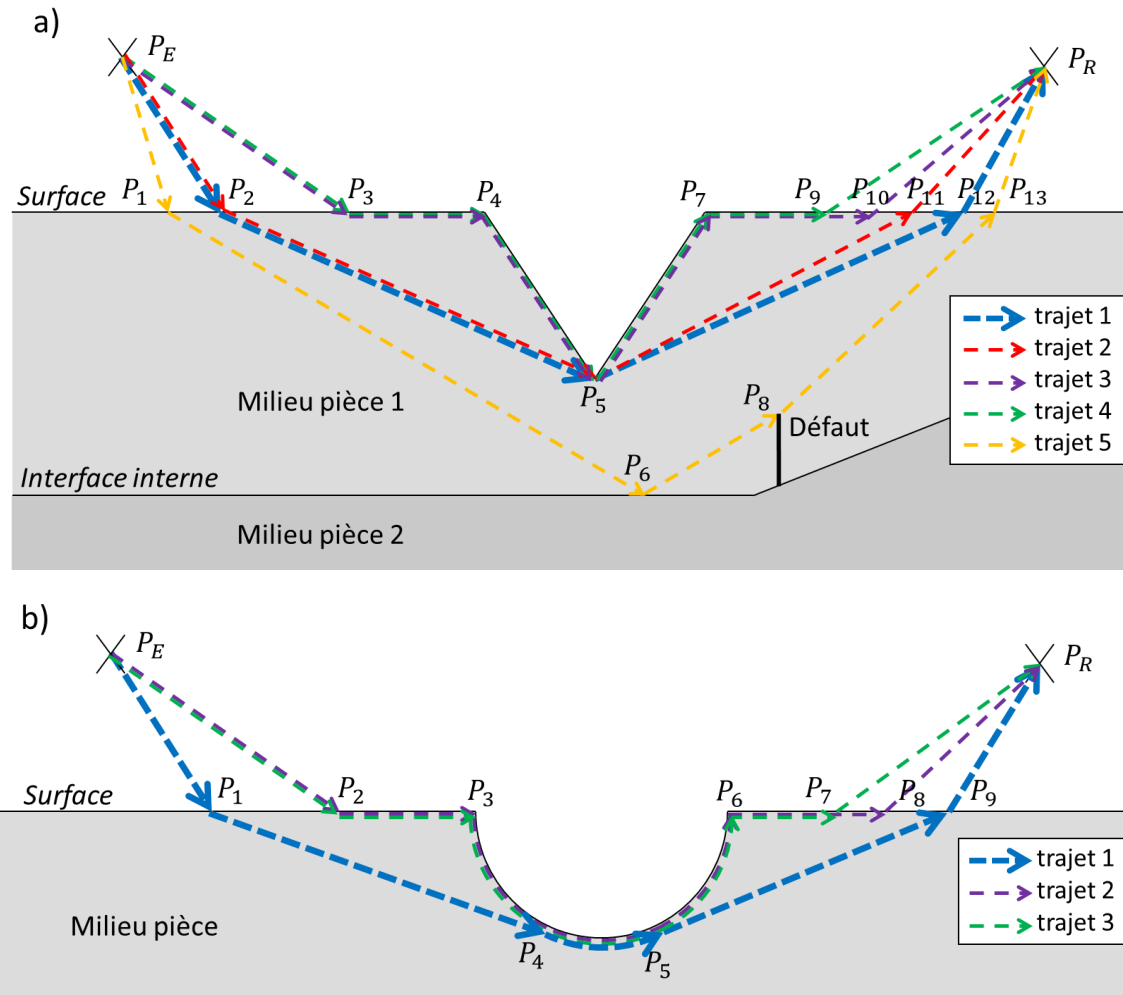 a)
P_E
P_R
Surface
P_1 P_2 P_3 P_4 P_7 P_9 P_10 P_11 P_12 P_13
trajet 1
trajet 2
trajet 3
trajet 4
trajet 5
Milieu pièce 1
P_5
P_8
Défaut
P_6
Interface interne
Milieu pièce 2
b)
P_E
P_R
Surface
P_1 P_2 P_3 P_6 P_7 P_8 P_9
trajet 1
trajet 2
trajet 3
Milieu pièce
P_4 P_5